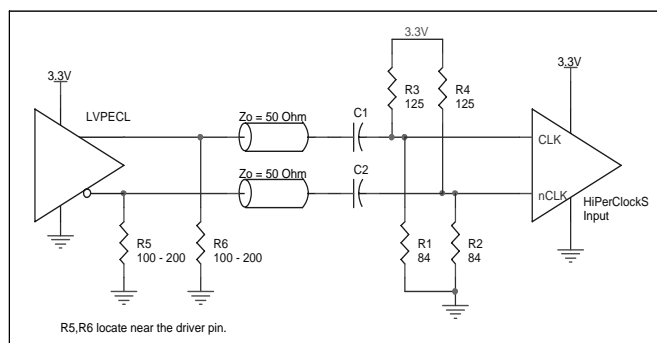 3.3V
3.3V
3.3V
LVPECL
R3
125
R4
125
Zo = 50 Ohm
C1
CLK
Zo = 50 Ohm
C2
nCLK
HiPerClockS
Input
R5
100 - 200
R6
100 - 200
R1
84
R2
84
R5,R6 locate near the driver pin.